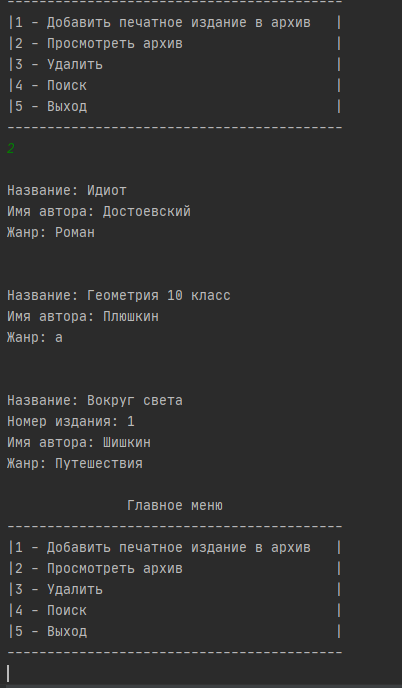 ------------------------------------------
|1 - Добавить печатное издание в архив   |
|2 - Просмотреть архив                   |
|3 - Удалить                             |
|4 - Поиск                               |
|5 - Выход                               |
------------------------------------------
2
Название: Идиот
Имя автора: Достоевский
Жанр: Роман
Название: Геометрия 10 класс
Имя автора: Плюшкин
Жанр: а
Название: Вокруг света
Номер издания: 1
Имя автора: Шишкин
Жанр: Путешествия
Главное меню
------------------------------------------
|1 - Добавить печатное издание в архив   |
|2 - Просмотреть архив                   |
|3 - Удалить                             |
|4 - Поиск                               |
|5 - Выход                               |
------------------------------------------